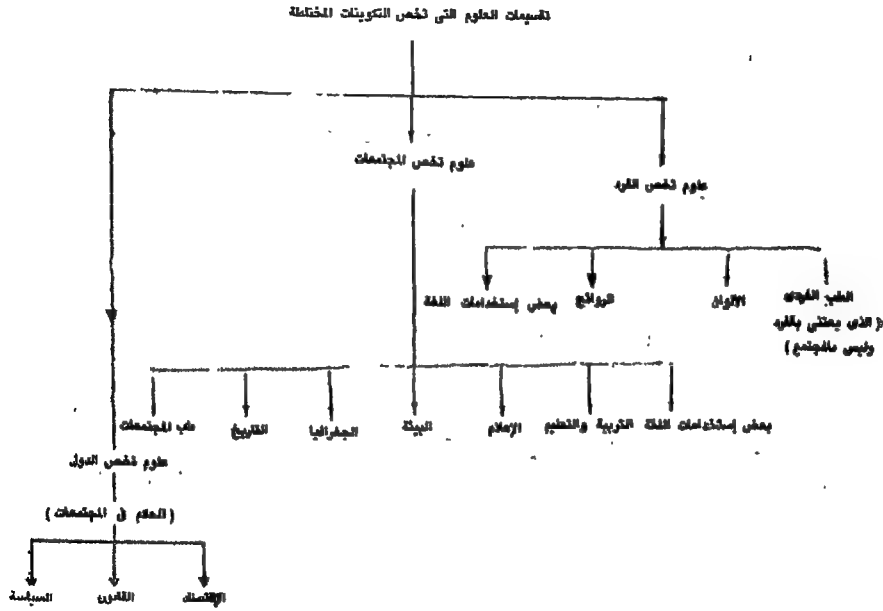 تقسيمات العلوم التى تخص التكوينات المختلطة
علوم تخص المجتمعات
علوم تخص الفرد
الطب الفردى
( الذى يعتنى بالفرد
وليس بالمجتمع )
الألوان
الروائح
بعض إستخدامات اللغة
بعض إستخدامات اللغة
التربية والتعليم
الإعلام
البيئة
الجغرافيا
التاريخ
طب المجتمعات
علوم تخص الدول
فى المجتمعات )
الإقتصاد
القانون
السياسة